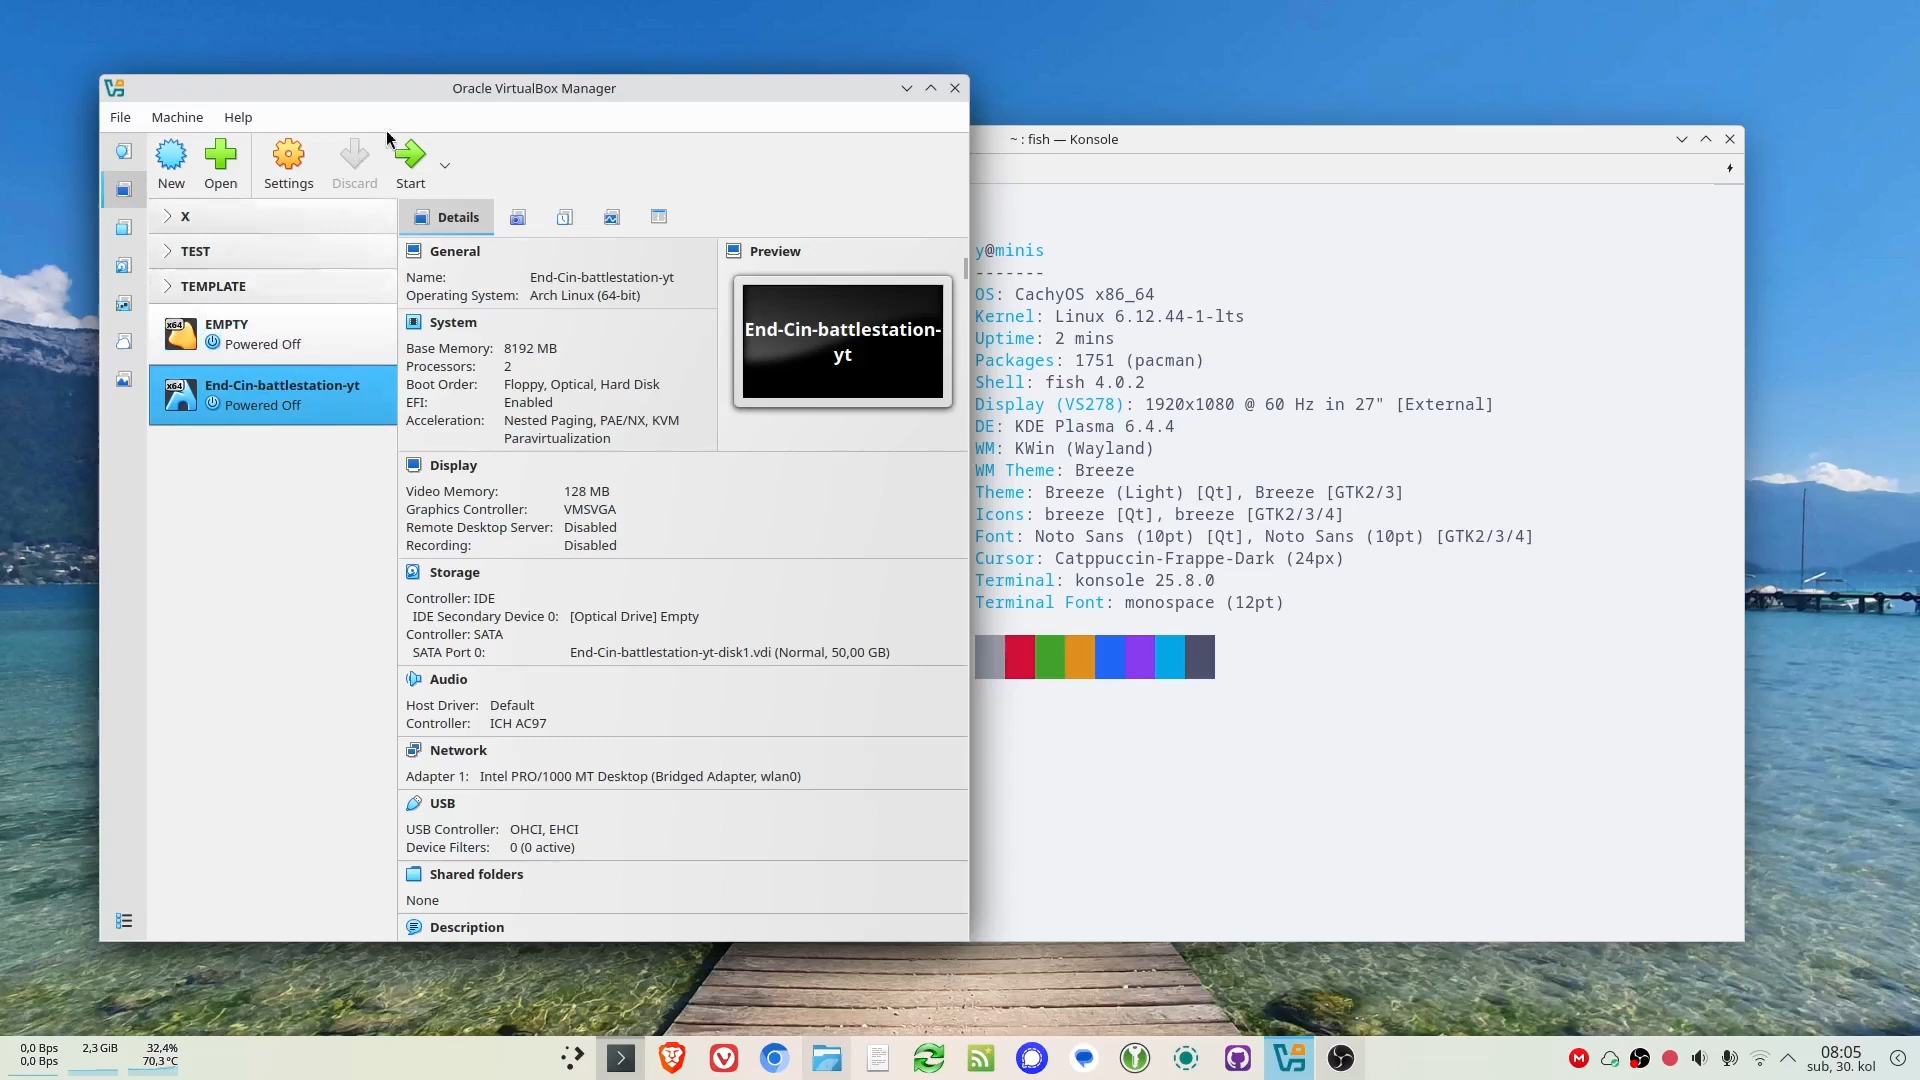 Oracle VirtualBox Manager
File Machine Help
New Open Settings Discard Start
X
TEST
TEMPLATE
x64 EMPTY
Powered Off
x64 End-Cin-battlestation-yt
Powered Off
Details
General
Name: End-Cin-battlestation-yt
Operating System: Arch Linux (64-bit)
System
Base Memory: 8192 MB
Processors: 2
Boot Order: Floppy, Optical, Hard Disk
EFI: Enabled
Acceleration: Nested Paging, PAE/NX, KVM
Paravirtualization
Preview
End-Cin-battlestation-
yt
Display
Video Memory: 128 MB
Graphics Controller: VMSVGA
Remote Desktop Server: Disabled
Recording: Disabled
Storage
Controller: IDE
IDE Secondary Device 0: [Optical Drive] Empty
Controller: SATA
SATA Port 0: End-Cin-battlestation-yt-disk1.vdi (Normal, 50,00 GB)
Audio
Host Driver: Default
Controller: ICH AC97
Network
Adapter 1: Intel PRO/1000 MT Desktop (Bridged Adapter, wlan0)
USB
USB Controller: OHCI, EHCI
Device Filters: 0 (0 active)
Shared folders
None
Description
~ : fish — Konsole
y@minis
-------
OS: CachyOS x86_64
Kernel: Linux 6.12.44-1-lts
Uptime: 2 mins
Packages: 1751 (pacman)
Shell: fish 4.0.2
Display (VS278): 1920x1080 @ 60 Hz in 27" [External]
DE: KDE Plasma 6.4.4
WM: KWin (Wayland)
WM Theme: Breeze
Theme: Breeze (Light) [Qt], Breeze [GTK2/3]
Icons: breeze [Qt], breeze [GTK2/3/4]
Font: Noto Sans (10pt) [Qt], Noto Sans (10pt) [GTK2/3/4]
Cursor: Catppuccin-Frappe-Dark (24px)
Terminal: konsole 25.8.0
Terminal Font: monospace (12pt)
0,0 Bps 2,3 GiB 32,4%
0,0 Bps 70,3 °C
08:05
sub, 30. kol